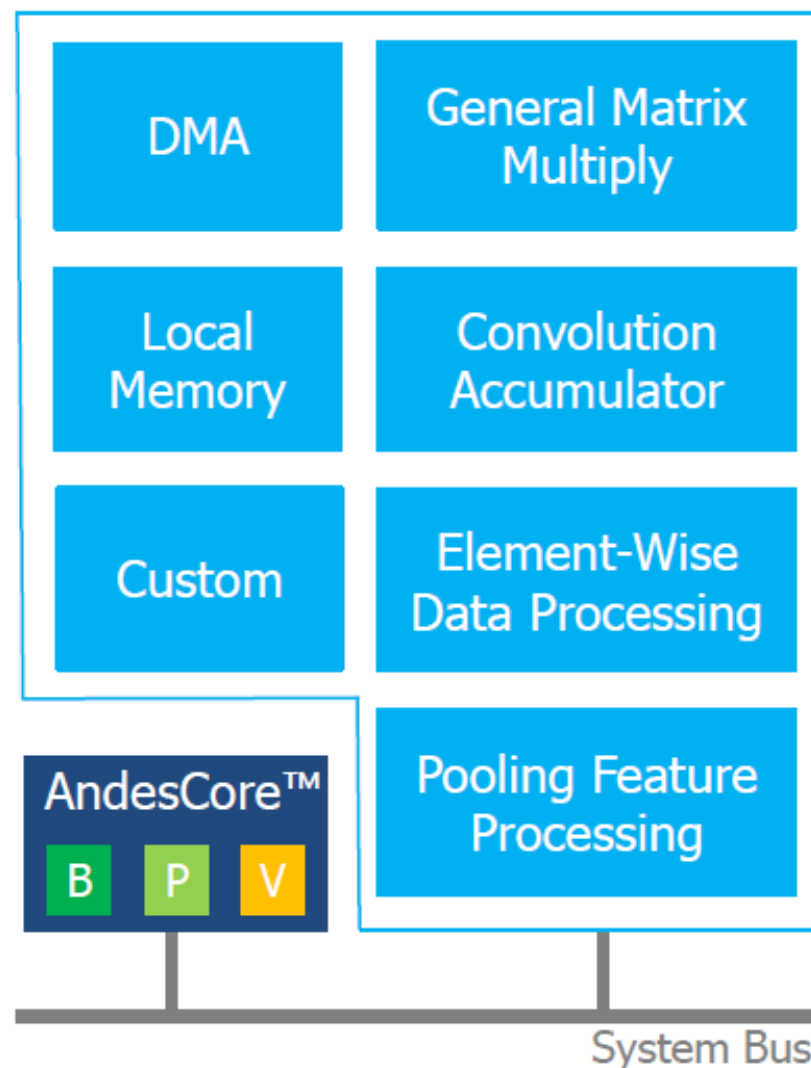 DMA
General Matrix
Multiply
Local
Memory
Convolution
Accumulator
Custom
Element-Wise
Data Processing
Pooling Feature
Processing
AndesCore™
B P V
System Bus